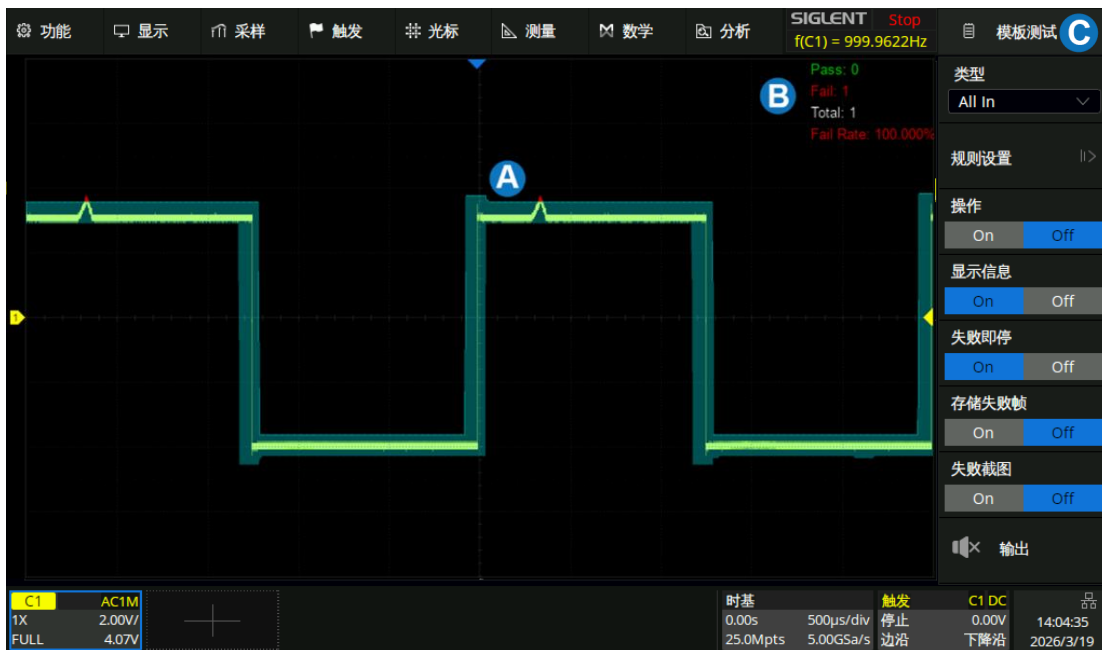 功能 显示 采样 触发 光标 测量 数学 分析
SIGLENT Stop
f(C1) = 999.9622Hz
模板测试 C
Pass: 0
Fail: 1
Total: 1
Fail Rate: 100.000%
B
A
1
类型
All In
规则设置
操作
On Off
显示信息
On Off
失败即停
On Off
存储失败帧
On Off
失败截图
On Off
输出
C1 AC1M
1X 2.00V/
FULL 4.07V
时基
0.00s 500µs/div
25.0Mpts 5.00GSa/s
触发 C1 DC
停止 0.00V
边沿 下降沿
14:04:35
2026/3/19